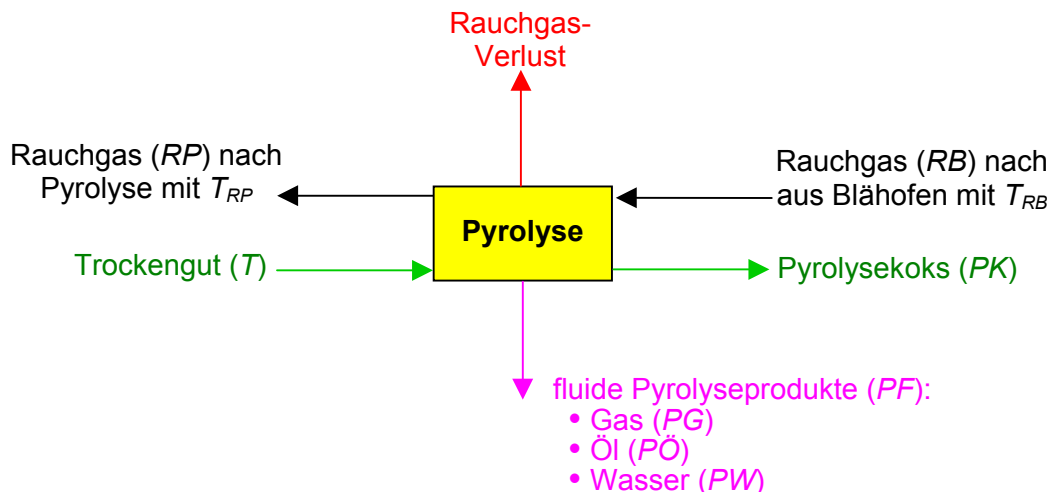 Rauchgas-
Verlust
Rauchgas (RP) nach
Pyrolyse mit TRP
Rauchgas (RB) nach
aus Blähofen mit TRB
Pyrolyse
Trockengut (T)
Pyrolysekoks (PK)
fluide Pyrolyseprodukte (PF):
• Gas (PG)
• Öl (PÖ)
• Wasser (PW)